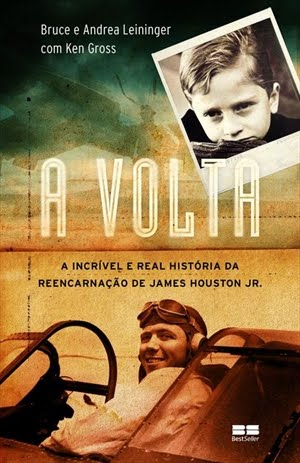 Bruce e Andrea Leininger
com Ken Gross
A VOLTA
A INCRÍVEL E REAL HISTÓRIA DA
REENCARNAÇÃO DE JAMES HOUSTON JR.
BestSeller